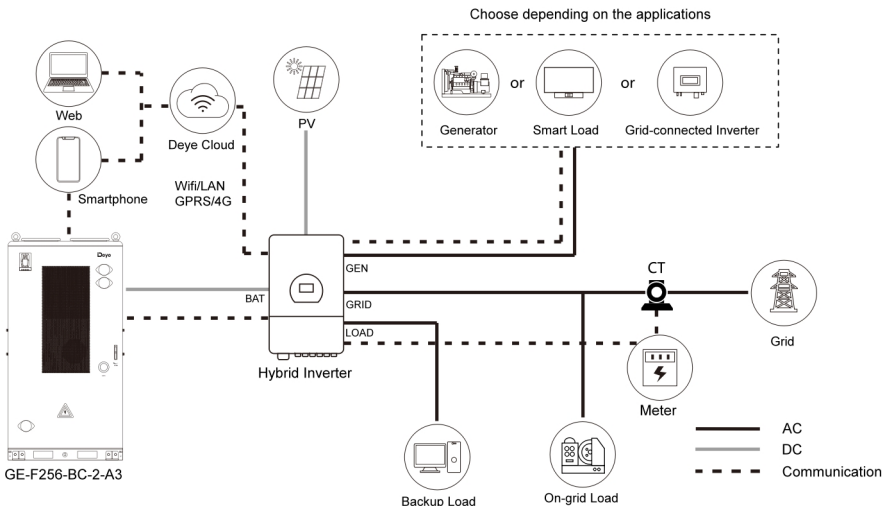 Choose depending on the applications
or
or
Generator
Smart Load
Grid-connected Inverter
Web
Deye Cloud
PV
Smartphone
Wifi/LAN
GPRS/4G
Deye
BAT
GEN
GRID
LOAD
CT
Grid
Hybrid Inverter
Meter
GE-F256-BC-2-A3
Backup Load
On-grid Load
AC
DC
Communication